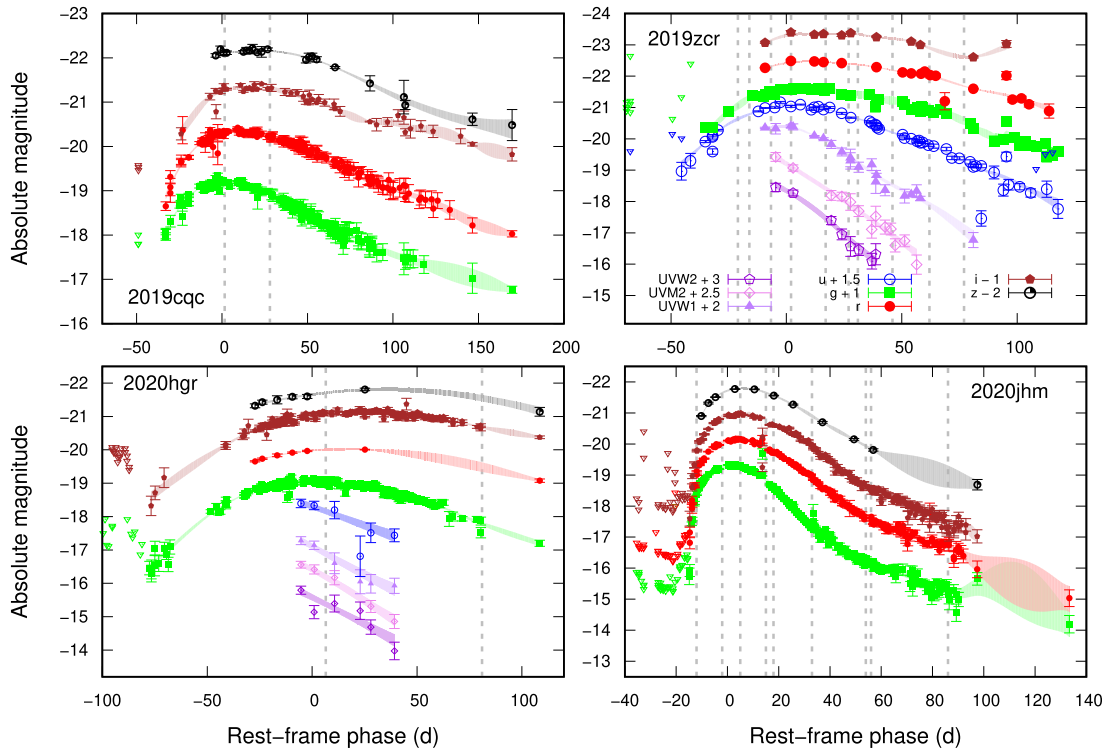 −22
−21
−20
−19
−18
−17
−16
−50 0 50 100 150 200
Absolute magnitude
2019cqc
−24
−23
−22
−21
−20
−19
−18
−17
−16
−15
0 50 100
2019zcr
UVW2 + 3
UVM2 + 2.5
UVW1 + 2
u + 1.5
g + 1
r
i − 1
z − 2
−22
−21
−20
−19
−18
−17
−16
−15
−14
−100 −50 0 50 100
Absolute magnitude
Rest−frame phase (d)
2020hgr
−22
−21
−20
−19
−18
−17
−16
−15
−14
−13
−40 −20 0 20 40 60 80 100 120 140
Rest−frame phase (d)
2020jhm